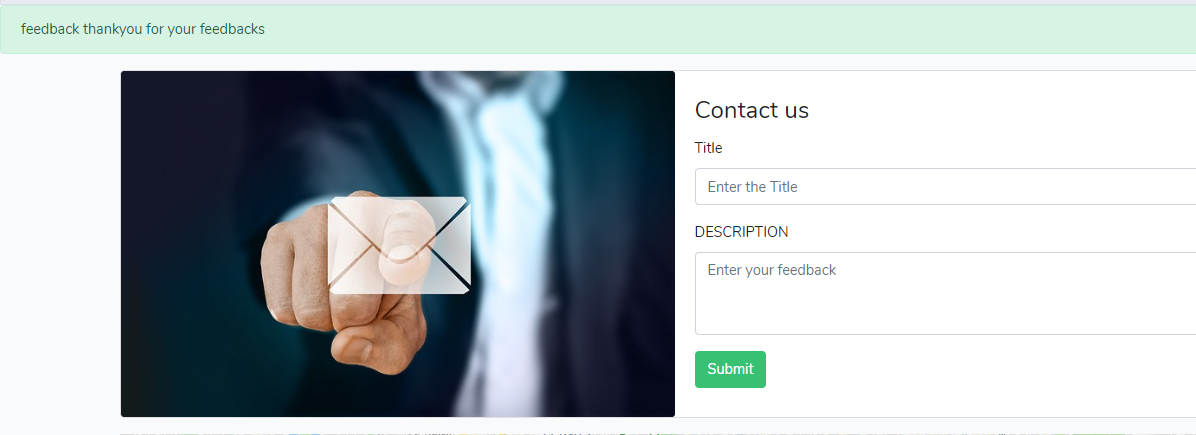 feedback thankyou for your feedbacks
Contact us
Title
Enter the Title
DESCRIPTION
Enter your feedback
Submit